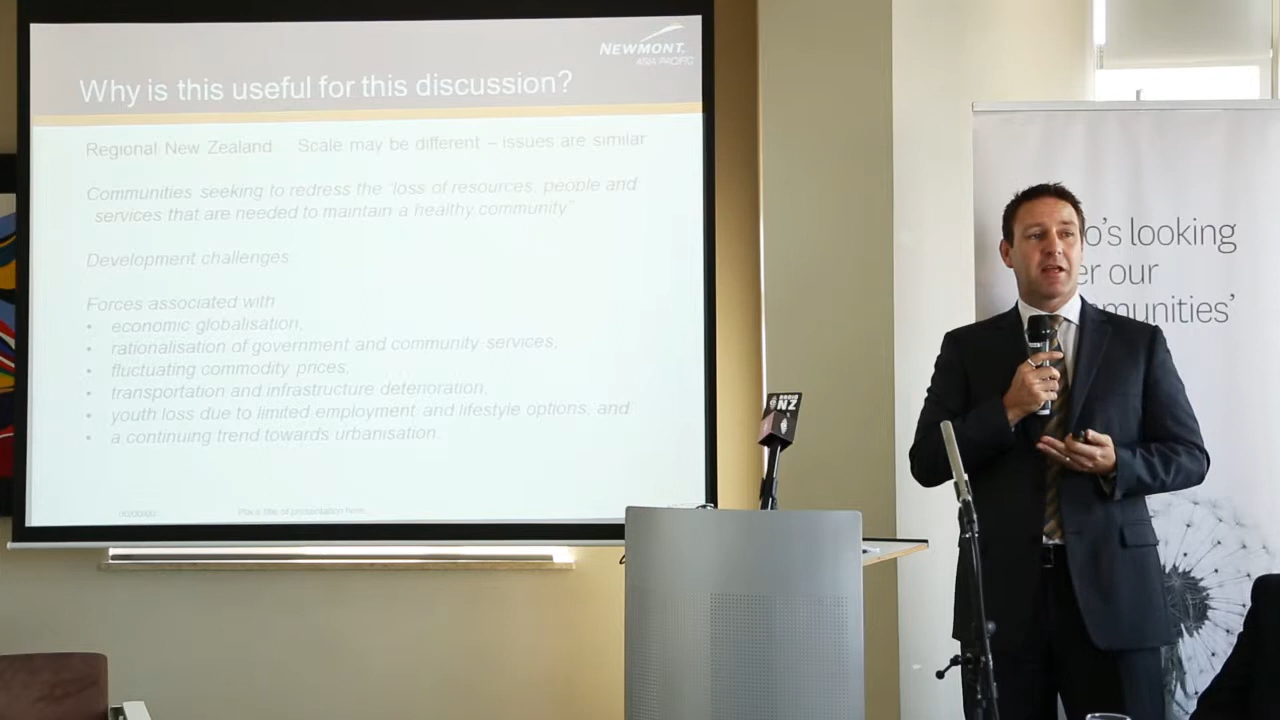 NEWMONT.
ASIA PACIFIC
Why is this useful for this discussion?
Regional New Zealand Scale may be different – issues are similar
Communities seeking to redress the 'loss of resources, people and
services that are needed to maintain a healthy community"
Development challenges
Forces associated with
• economic globalisation,
• rationalisation of government and community services,
• fluctuating commodity prices,
• transportation and infrastructure deterioration,
• youth loss due to limited employment and lifestyle options, and
• a continuing trend towards urbanisation.
Place title of presentation here
RADIO
NZ
o's looking
er our
munities'